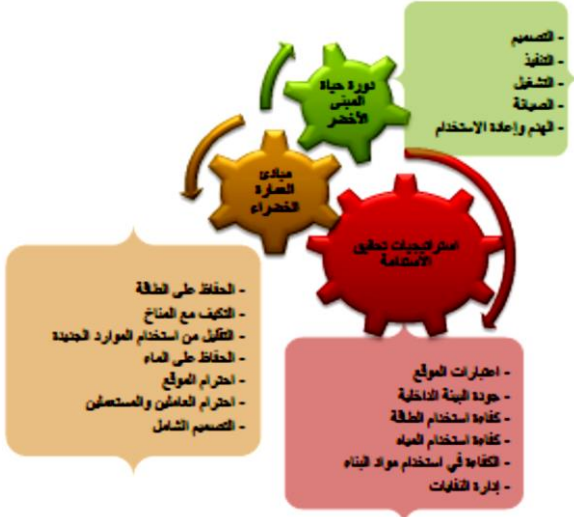 - التصميم
- التنفيذ
- التشغيل
- الصيانة
- الهدم وإعادة الاستخدام
دورة حياة
المبنى
الأخضر
مبادئ
العمارة
الخضراء
استراتيجيات تحقيق
الاستدامة
- الحفاظ على الطاقة
- التكيف مع المناخ
- التقليل من استخدام الموارد الجديدة
- الحفاظ على الماء
- احترام الموقع
- احترام العاملين والمستعملين
- التصميم الشامل
- اعتبارات الموقع
- جودة البيئة الداخلية
- كفاءة استخدام الطاقة
- كفاءة استخدام المياه
- الكفاءة في استخدام مواد البناء
- إدارة النفايات